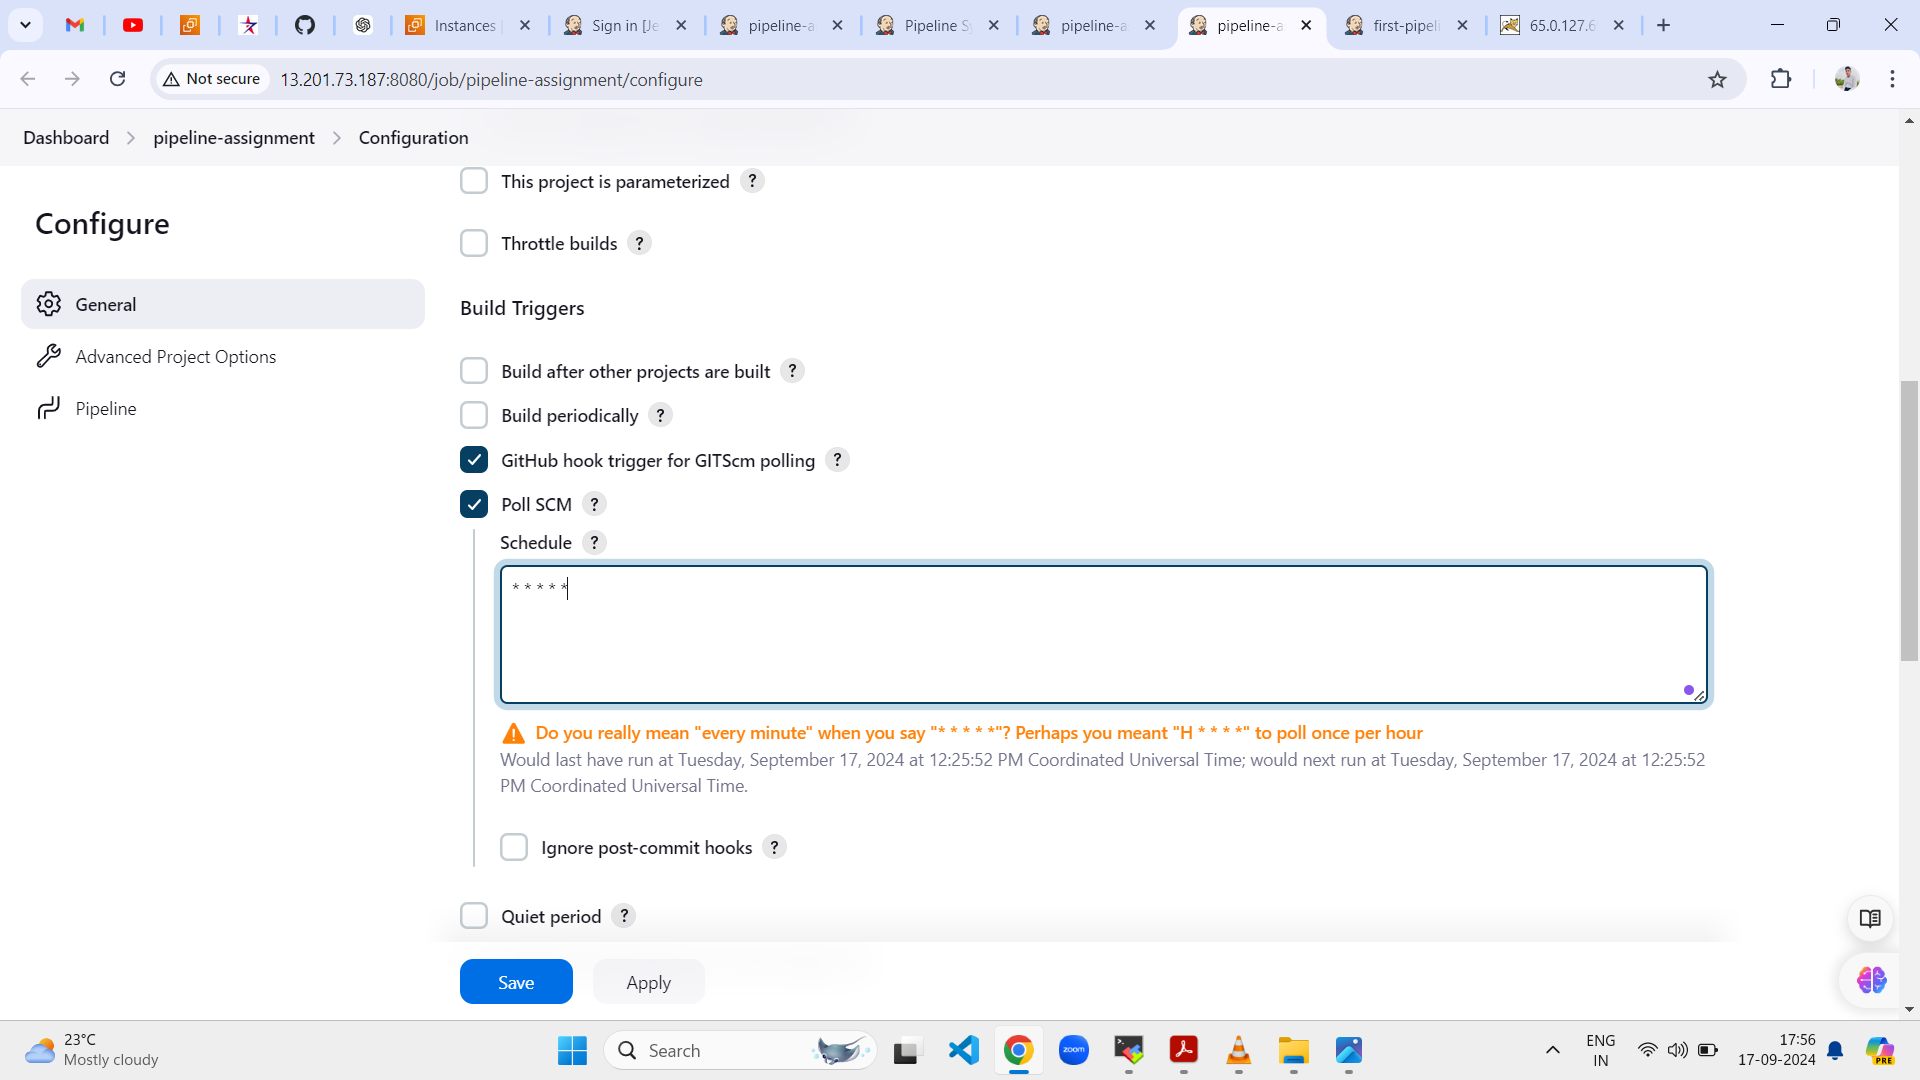 Instances
Sign in [Je
pipeline-a
Pipeline Sy
pipeline-a
pipeline-a
first-pipeli
65.0.127.6
Not secure
13.201.73.187:8080/job/pipeline-assignment/configure
Dashboard
pipeline-assignment
Configuration
This project is parameterized ?
Configure
Throttle builds ?
General
Build Triggers
Advanced Project Options
Build after other projects are built ?
Pipeline
Build periodically ?
GitHub hook trigger for GITScm polling ?
Poll SCM ?
Schedule ?
* * * * *
Do you really mean "every minute" when you say "* * * * *"? Perhaps you meant "H * * * *" to poll once per hour
Would last have run at Tuesday, September 17, 2024 at 12:25:52 PM Coordinated Universal Time; would next run at Tuesday, September 17, 2024 at 12:25:52
PM Coordinated Universal Time.
Ignore post-commit hooks ?
Quiet period ?
Save
Apply
23°C
Mostly cloudy
Search
zoom
ENG
IN
17:56
17-09-2024
PRE